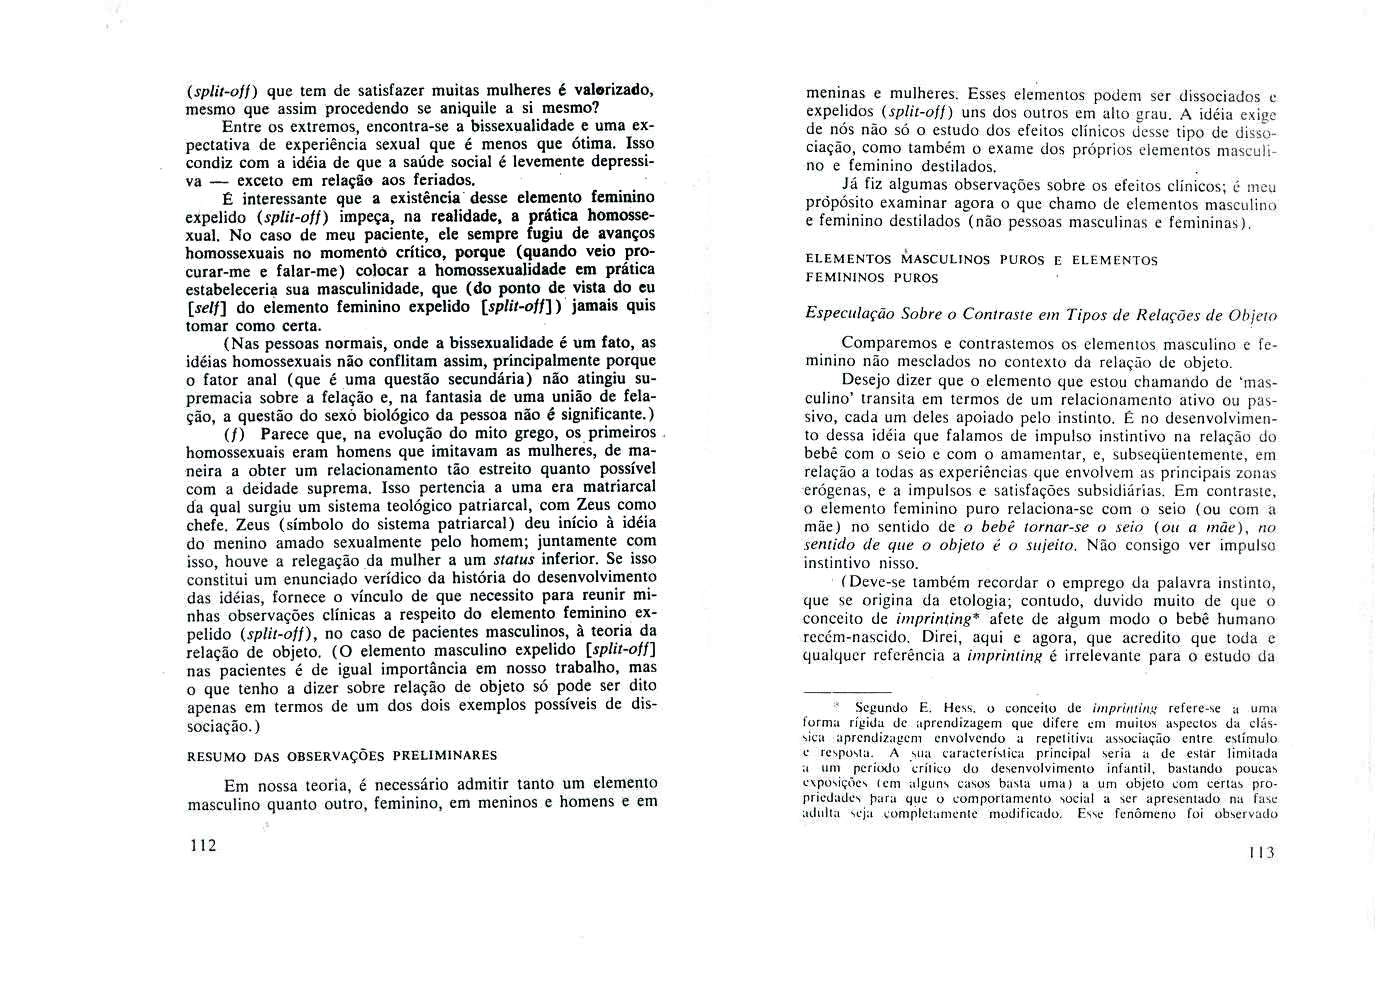 (split-off) que tem de satisfazer muitas mulheres é valorizado,
mesmo que assim procedendo se aniquile a si mesmo?
Entre os extremos, encontra-se a bissexualidade e uma ex-
pectativa de experiência sexual que é menos que ótima. Isso
condiz com a idéia de que a saúde social é levemente depressi-
va — exceto em relação aos feriados.
É interessante que a existência desse elemento feminino
expelido (split-off) impeça, na realidade, a prática homosse-
xual. No caso de meu paciente, ele sempre fugiu de avanços
homossexuais no momento crítico, porque (quando veio pro-
curar-me e falar-me) colocar a homossexualidade em prática
estabeleceria sua masculinidade, que (do ponto de vista do eu
[self] do elemento feminino expelido [split-off]) jamais quis
tomar como certa.
(Nas pessoas normais, onde a bissexualidade é um fato, as
idéias homossexuais não conflitam assim, principalmente porque
o fator anal (que é uma questão secundária) não atingiu su-
premacia sobre a felação e, na fantasia de uma união de fela-
ção, a questão do sexo biológico da pessoa não é significante.)
(f) Parece que, na evolução do mito grego, os primeiros
homossexuais eram homens que imitavam as mulheres, de ma-
neira a obter um relacionamento tão estreito quanto possível
com a deidade suprema. Isso pertencia a uma era matriarcal
da qual surgiu um sistema teológico patriarcal, com Zeus como
chefe. Zeus (símbolo do sistema patriarcal) deu início à idéia
do menino amado sexualmente pelo homem; juntamente com
isso, houve a relegação da mulher a um status inferior. Se isso
constitui um enunciado verídico da história do desenvolvimento
das idéias, fornece o vínculo de que necessito para reunir mi-
nhas observações clínicas a respeito do elemento feminino ex-
pelido (split-off), no caso de pacientes masculinos, à teoria da
relação de objeto. (O elemento masculino expelido [split-off]
nas pacientes é de igual importância em nosso trabalho, mas
o que tenho a dizer sobre relação de objeto só pode ser dito
apenas em termos de um dos dois exemplos possíveis de dis-
sociação.)
RESUMO DAS OBSERVAÇÕES PRELIMINARES
Em nossa teoria, é necessário admitir tanto um elemento
masculino quanto outro, feminino, em meninos e homens e em
112
meninas e mulheres. Esses elementos podem ser dissociados e
expelidos (split-off) uns dos outros em alto grau. A idéia exige
de nós não só o estudo dos efeitos clínicos desse tipo de disso-
ciação, como também o exame dos próprios elementos masculi-
no e feminino destilados.
Já fiz algumas observações sobre os efeitos clínicos; é meu
propósito examinar agora o que chamo de elementos masculino
e feminino destilados (não pessoas masculinas e femininas).
ELEMENTOS MASCULINOS PUROS E ELEMENTOS
FEMININOS PUROS
Especulação Sobre o Contraste em Tipos de Relações de Objeto
Comparemos e contrastemos os elementos masculino e fe-
minino não mesclados no contexto da relação de objeto.
Desejo dizer que o elemento que estou chamando de 'mas-
culino' transita em termos de um relacionamento ativo ou pas-
sivo, cada um deles apoiado pelo instinto. É no desenvolvimen-
to dessa idéia que falamos de impulso instintivo na relação do
bebê com o seio e com o amamentar, e, subseqüentemente, em
relação a todas as experiências que envolvem as principais zonas
erógenas, e a impulsos e satisfações subsidiárias. Em contraste,
o elemento feminino puro relaciona-se com o seio (ou com a
mãe) no sentido de o bebê tornar-se o seio (ou a mãe), no
sentido de que o objeto é o sujeito. Não consigo ver impulso
instintivo nisso.
(Deve-se também recordar o emprego da palavra instinto,
que se origina da etologia; contudo, duvido muito de que o
conceito de imprinting* afete de algum modo o bebê humano
recém-nascido. Direi, aqui e agora, que acredito que toda e
qualquer referência a imprinting é irrelevante para o estudo da
* Segundo E. Hess, o conceito de imprinting refere-se a uma
forma rígida de aprendizagem que difere em muitos aspectos da clás-
sica aprendizagem envolvendo a repetitiva associação entre estímulo
e resposta. A sua característica principal seria a de estar limitada
a um período crítico do desenvolvimento infantil, bastando poucas
exposições (em alguns casos basta uma) a um objeto com certas pro-
priedades para que o comportamento social a ser apresentado na fase
adulta seja completamente modificado. Esse fenômeno foi observado
113